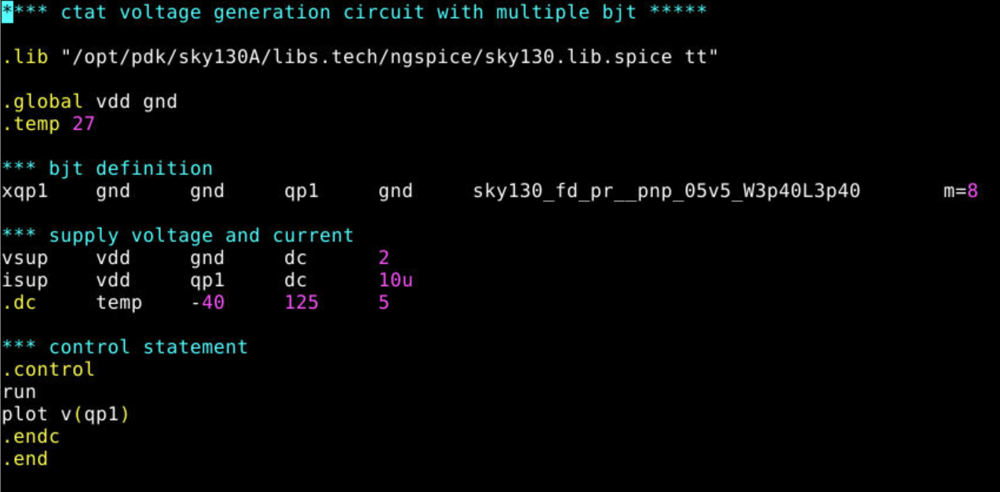 **** ctat voltage generation circuit with multiple bjt *****
.lib "/opt/pdk/sky130A/libs.tech/ngspice/sky130.lib.spice tt"
.global vdd gnd
.temp 27
*** bjt definition
xqp1 gnd gnd qp1 gnd sky130_fd_pr__pnp_05v5_W3p40L3p40 m=8
*** supply voltage and current
vsup vdd gnd dc 2
isup vdd qp1 dc 10u
.dc temp -40 125 5
*** control statement
.control
run
plot v(qp1)
.endc
.end